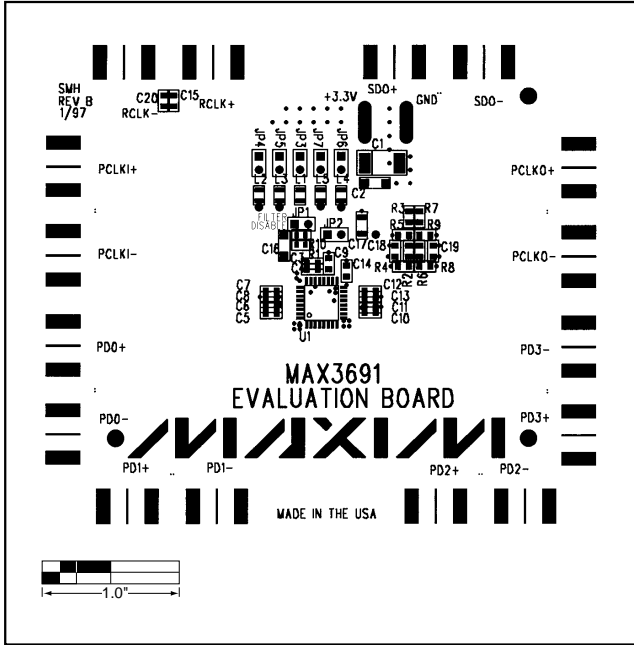 SMH
REV B
1/97
C20
C15
RCLK-
RCLK+
+3.3V
GND
SDO+
SDO-
JP4
JP5
JP3
JP7
JP6
C1
L2
L3
L1
L5
L4
C2
PCLKI+
PCLKO+
FILTER
DISABLE
JP1
JP2
R3
R7
R5
R9
C16
R10
C17
C18
C19
PCLKI-
PCLKO-
R1
C9
C14
R4
R2
R6
R8
C7
C8
C6
C5
C12
C13
C11
C10
U1
PD0+
PD3-
MAX3691
EVALUATION BOARD
PD0-
PD3+
MAXIM
PD1+
PD1-
PD2+
PD2-
MADE IN THE USA
1.0"